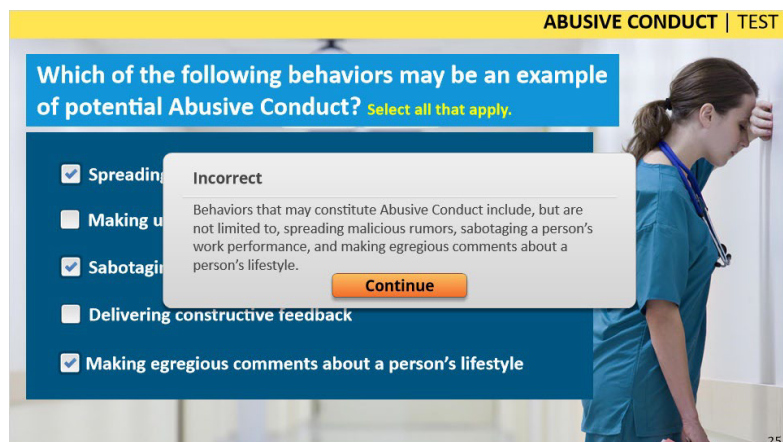 ABUSIVE CONDUCT | TEST
Which of the following behaviors may be an example
of potential Abusive Conduct? Select all that apply.
Spreading
Incorrect
Behaviors that may constitute Abusive Conduct include, but are
not limited to, spreading malicious rumors, sabotaging a person's
work performance, and making egregious comments about a
person's lifestyle.
Continue
Making u
Sabotagin
Delivering constructive feedback
Making egregious comments about a person's lifestyle
25